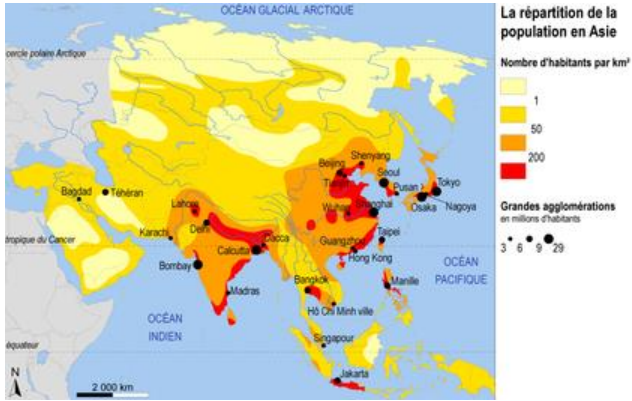 OCÉAN GLACIAL ARCTIQUE
cercle polaire Arctique
Shenyang
Beijing
Tianjin
Séoul
Pusan
Tokyo
Nagoya
Osaka
Bagdad
Téhéran
Lahore
Wuhan
Shanghai
Delhi
Karachi
tropique du Cancer
Dacca
Calcutta
Guangzhou
Taipei
Hong Kong
Bombay
OCÉAN
PACIFIQUE
Bangkok
Manille
Madras
Hô Chi Minh ville
OCÉAN
INDIEN
Singapour
équateur
Jakarta
N
2 000 km
La répartition de la
population en Asie
Nombre d'habitants par km²
1
50
200
Grandes agglomérations
en millions d'habitants
3 6 9 29